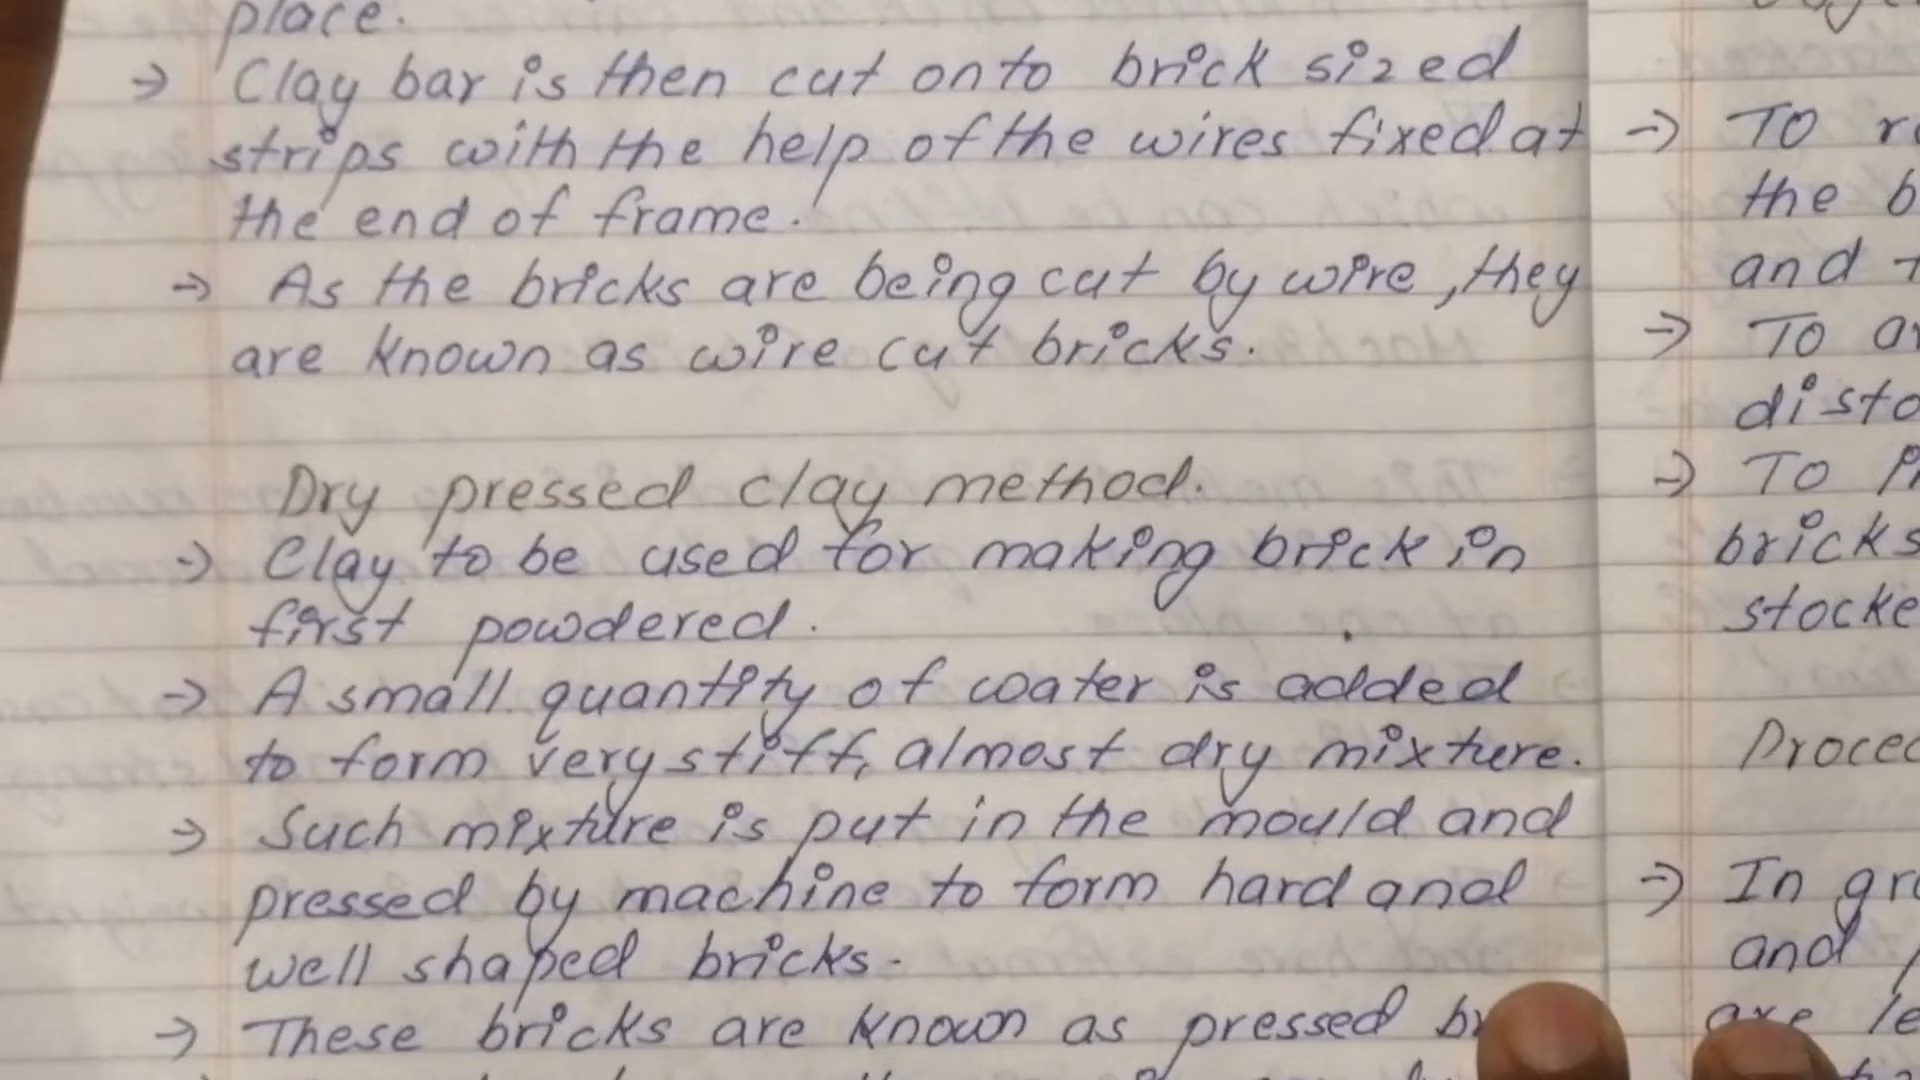 place.
→ Clay bar is then cut onto brick sized
strips with the help of the wires fixed at
the end of frame.
→ As the bricks are being cut by wire, they
are known as wire cut bricks.
Dry pressed clay method.
→ Clay to be used for making brick in
first powdered.
→ A small quantity of water is added
to form very stiff, almost dry mixture.
→ Such mixture is put in the mould and
pressed by machine to form hard and
well shaped bricks.
→ These bricks are known as pressed
→ To
the
and
→ To
→ To
bricks
→ In
and
are